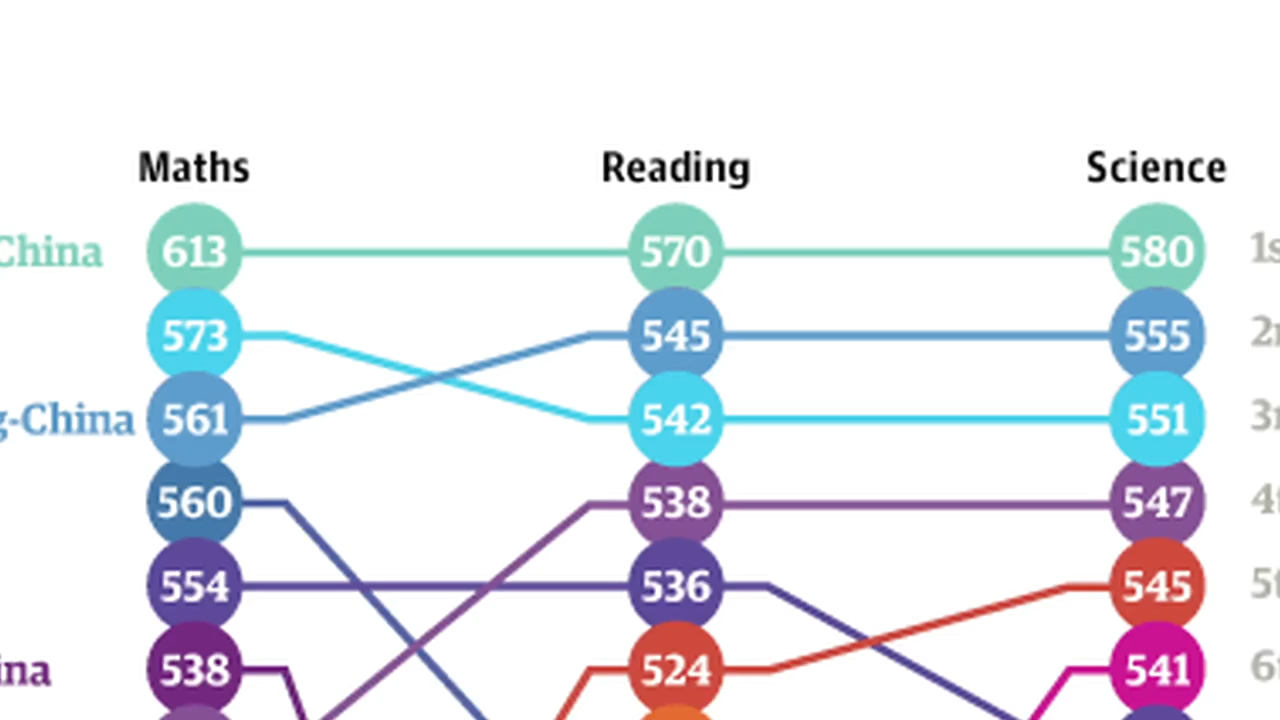 Maths Reading Science
China 613 570 580
573 545 555
g-China 561 542 551
560 538 547
554 536 545
538 524 541